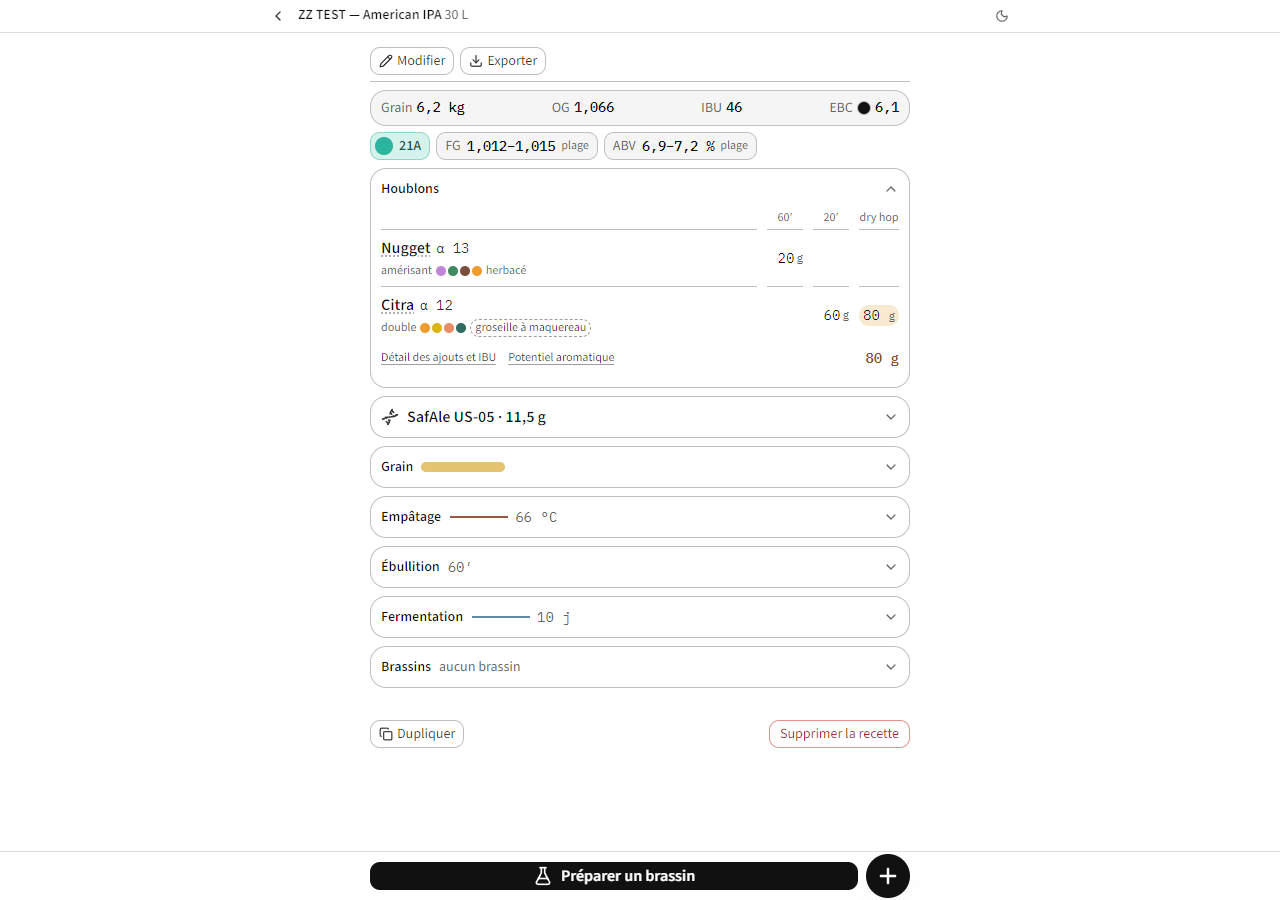 ZZ TEST — American IPA 30 L
Modifier Exporter
Grain 6,2 kg OG 1,066 IBU 46 EBC 6,1
21A FG 1,012–1,015 plage ABV 6,9–7,2 % plage
Houblons
60′ 20′ dry hop
Nugget α 13
20 g
amérisant herbacé
Citra α 12
60 g 80 g
double groseille à maquereau
Détail des ajouts et IBU Potentiel aromatique 80 g
SafAle US-05 · 11,5 g
Grain
Empâtage 66 °C
Ébullition 60′
Fermentation 10 j
Brassins aucun brassin
Dupliquer Supprimer la recette
Préparer un brassin